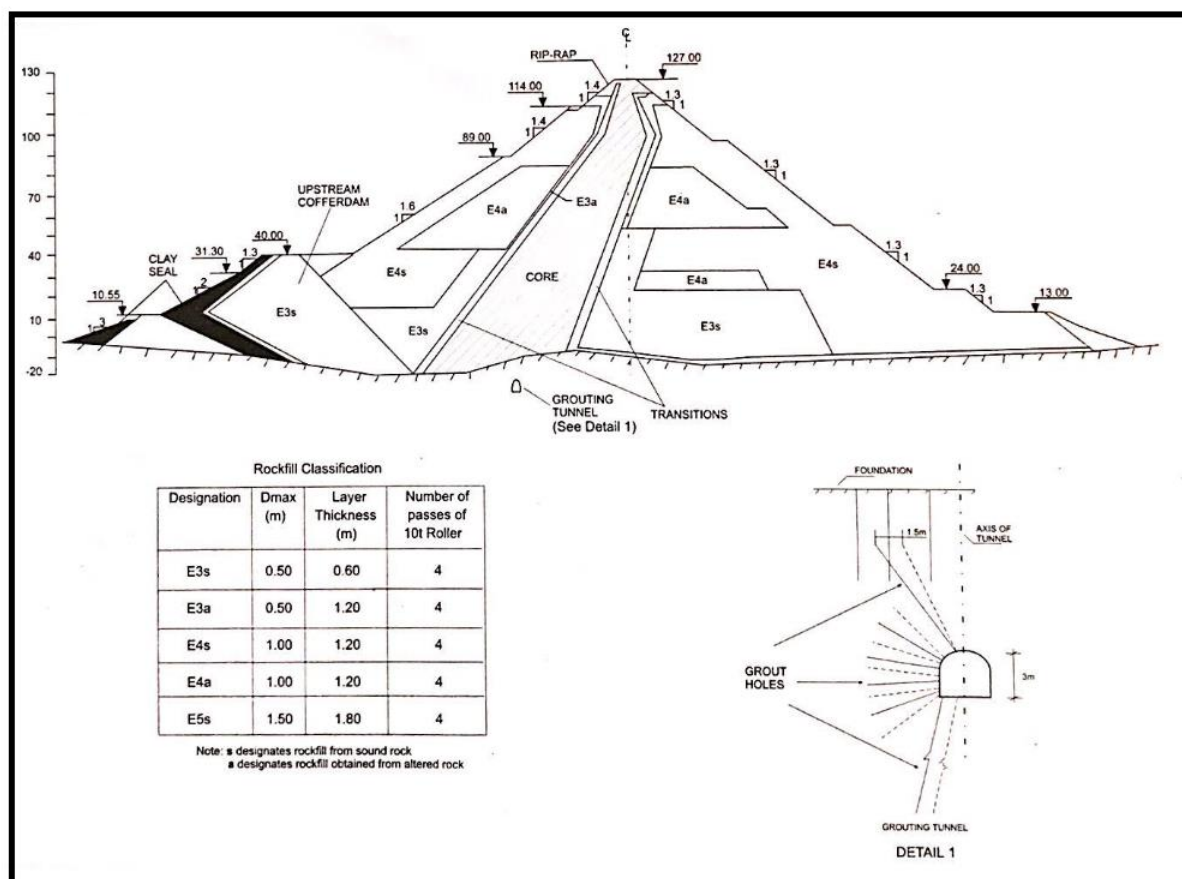 ℄
RIP-RAP
127.00
130
1.4
1
1.3
1
114.00
1.4
1
100
89.00
1.3
1
UPSTREAM
COFFERDAM
70
E4a
E3a
E4a
1.6
1
CLAY
SEAL
31.30
40.00
1.3
1
40
E4s
CORE
E4s
1.3
1
E4a
24.00
2
1
10.55
1.3
1
13.00
10
E3s
E3s
E3s
1 3
-20
GROUTING
TUNNEL
(See Detail 1)
TRANSITIONS
Rockfill Classification
Designation Dmax (m) Layer Thickness (m) Number of passes of 10t Roller
E3s 0.50 0.60 4
E3a 0.50 1.20 4
E4s 1.00 1.20 4
E4a 1.00 1.20 4
E5s 1.50 1.80 4
Note: s designates rockfill from sound rock
a designates rockfill obtained from altered rock
FOUNDATION
1.5m
AXIS OF
TUNNEL
GROUT
HOLES
3m
GROUTING TUNNEL
DETAIL 1